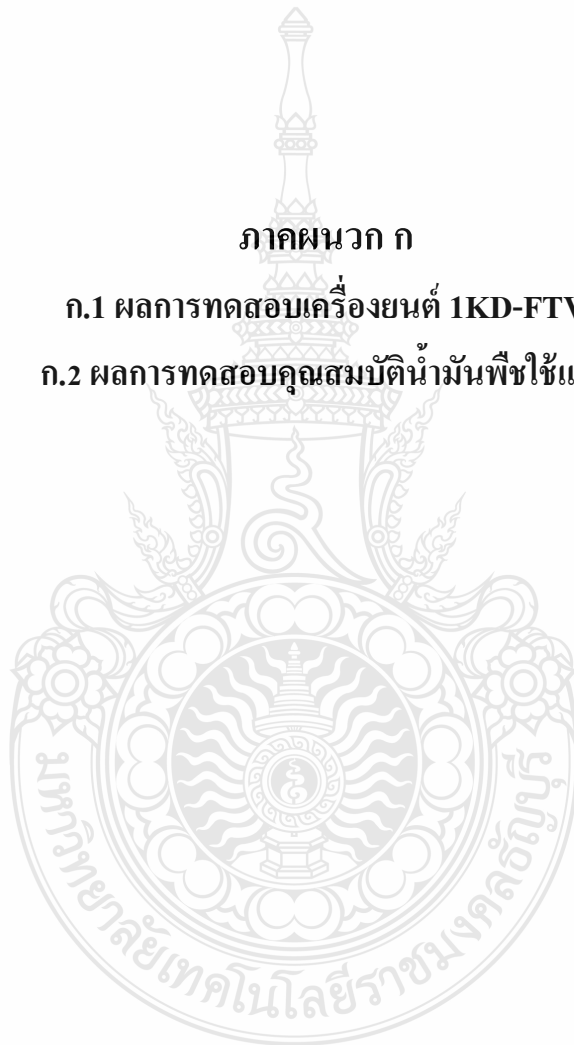 ภาคผนวก ก
ก.1 ผลการทดสอบเครื่องยนต์ 1KD-FTV
ก.2 ผลการทดสอบคุณสมบัติน้ำมันพืชใช้แ
มหาวิทยาลัยเทคโนโลยีราชมงคลธัญบุรี